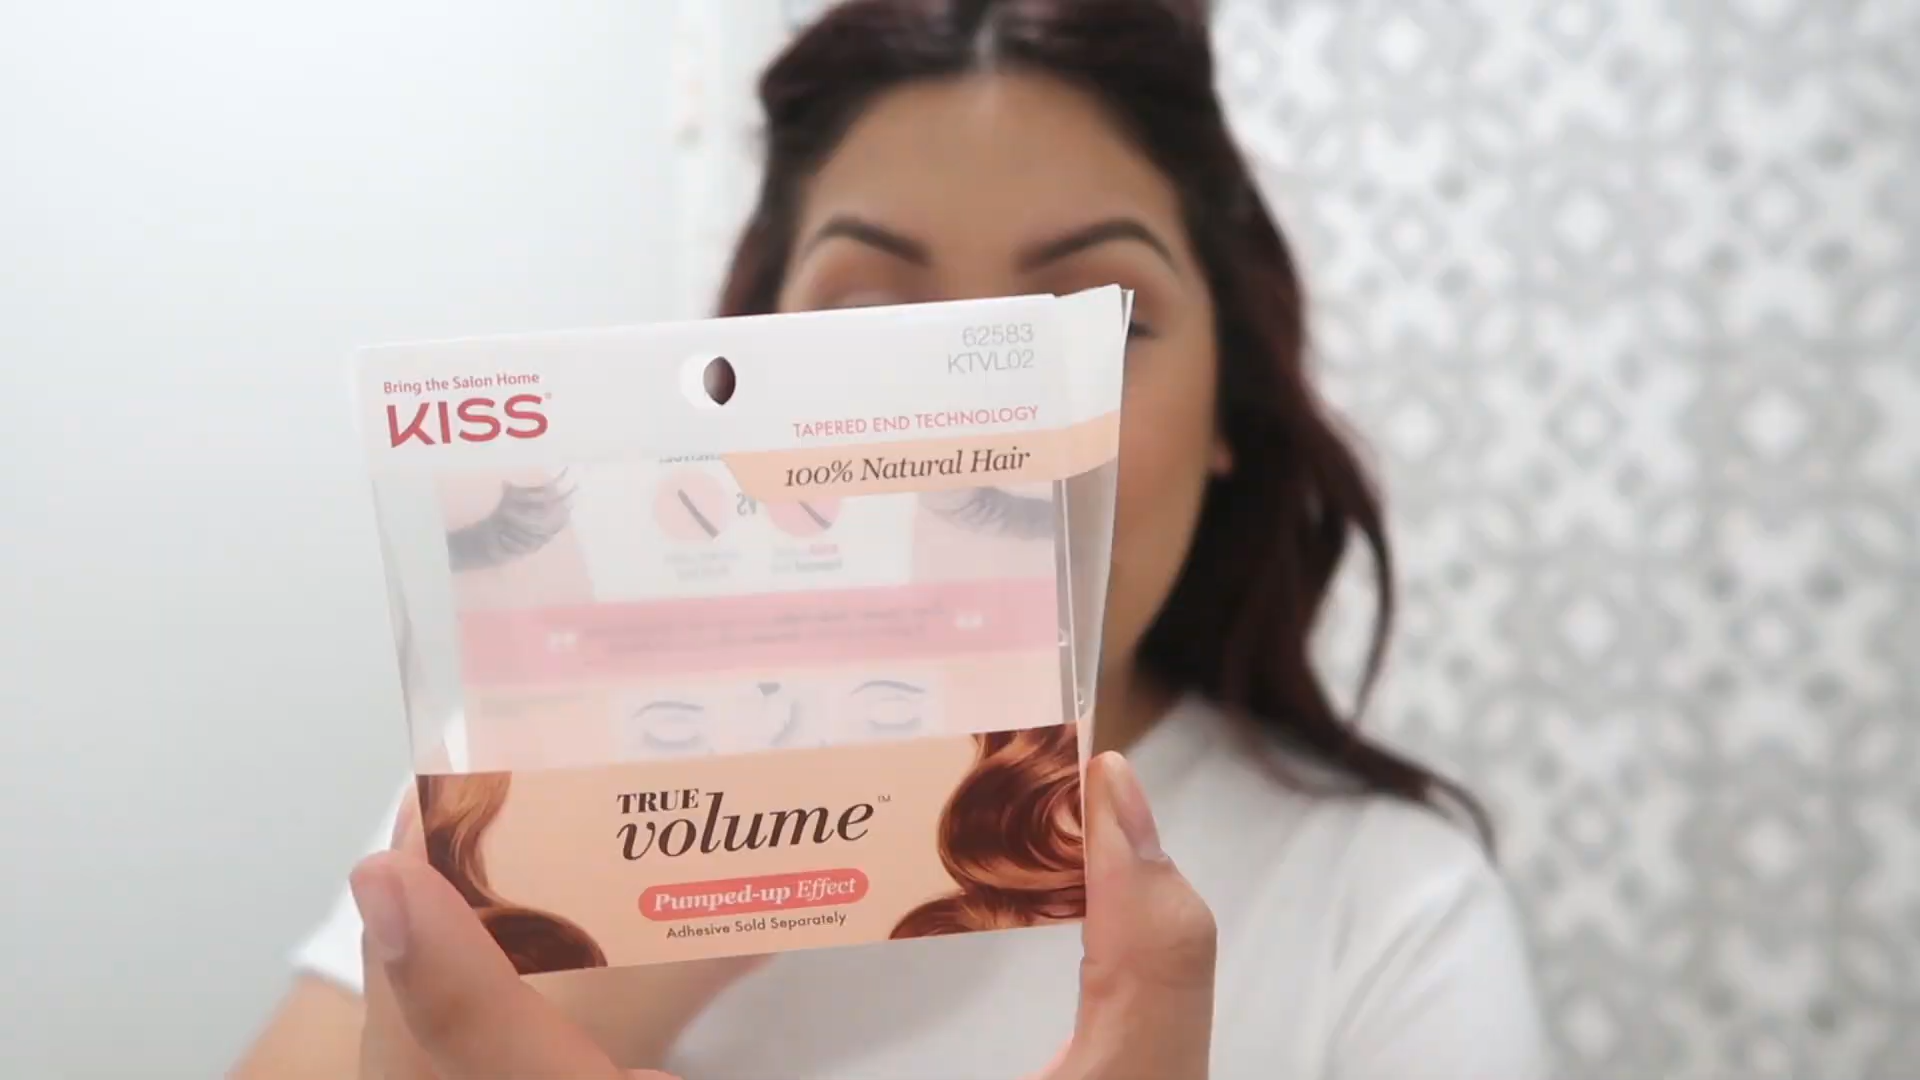 Bring the Salon Home
KISS®
62583
KTVL02
TAPERED END TECHNOLOGY
100% Natural Hair
VS
TRUE
volume™
Pumped-up Effect
Adhesive Sold Separately